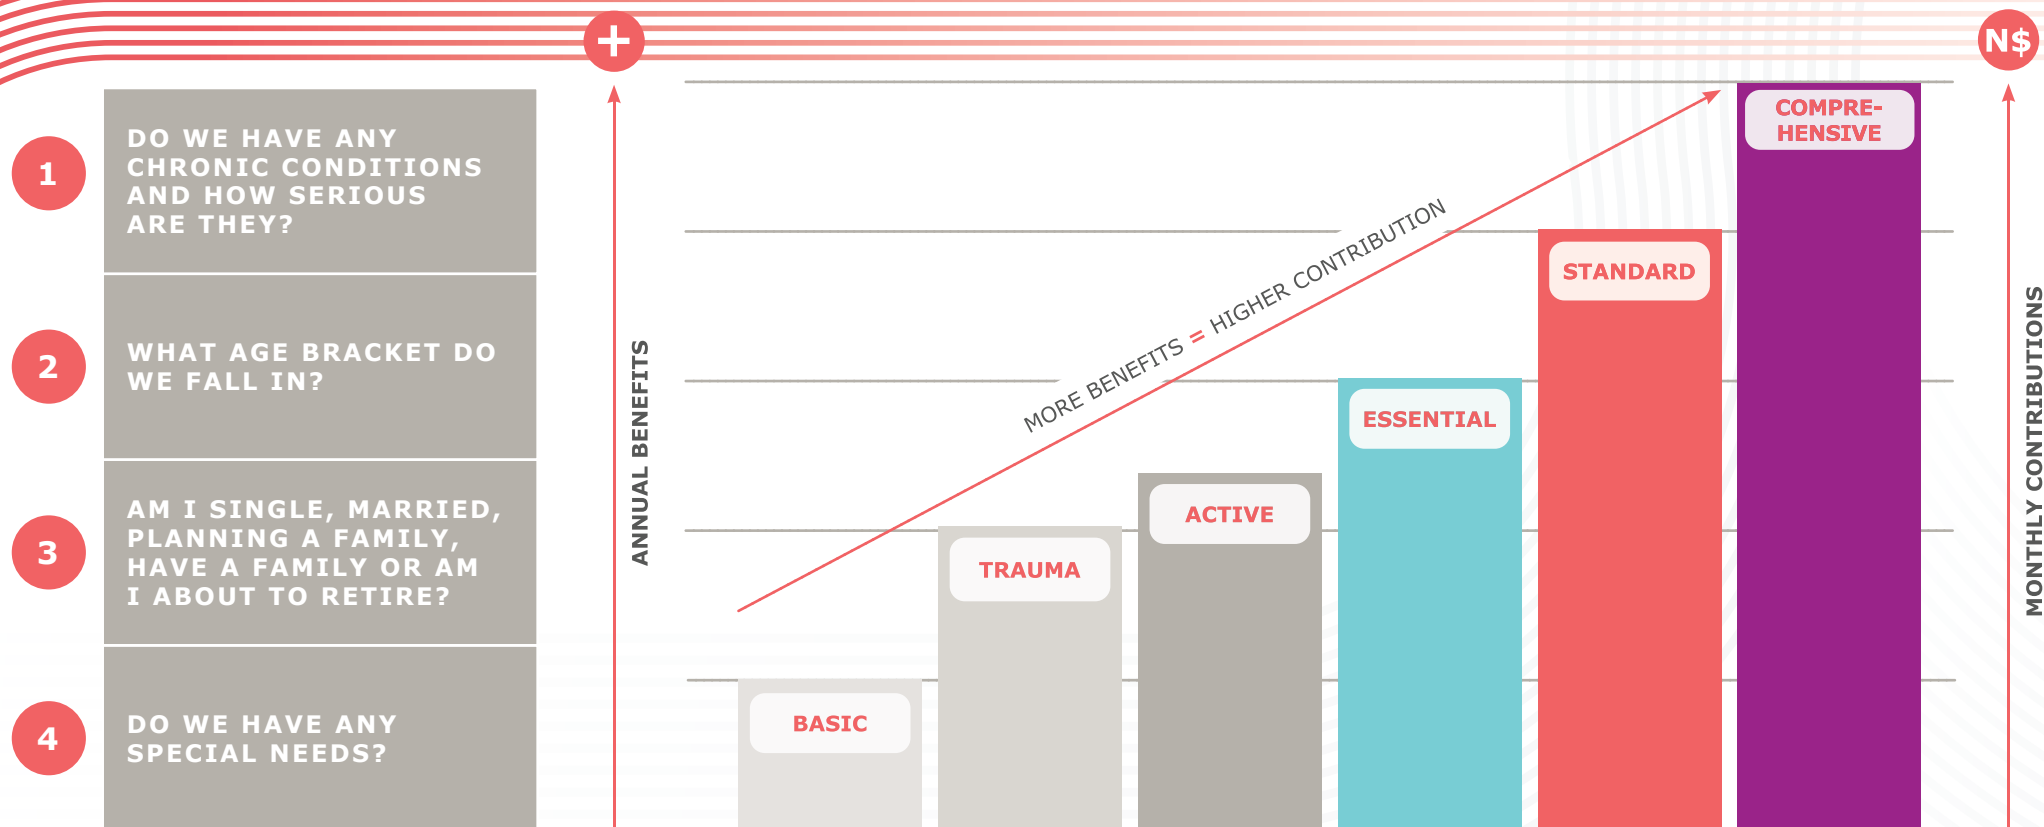 +
N$
1
DO WE HAVE ANY
CHRONIC CONDITIONS
AND HOW SERIOUS
ARE THEY?
2
WHAT AGE BRACKET DO
WE FALL IN?
3
AM I SINGLE, MARRIED,
PLANNING A FAMILY,
HAVE A FAMILY OR AM
I ABOUT TO RETIRE?
4
DO WE HAVE ANY
SPECIAL NEEDS?
ANNUAL BENEFITS
MORE BENEFITS = HIGHER CONTRIBUTION
BASIC
TRAUMA
ACTIVE
ESSENTIAL
STANDARD
COMPRE-
HENSIVE
MONTHLY CONTRIBUTIONS